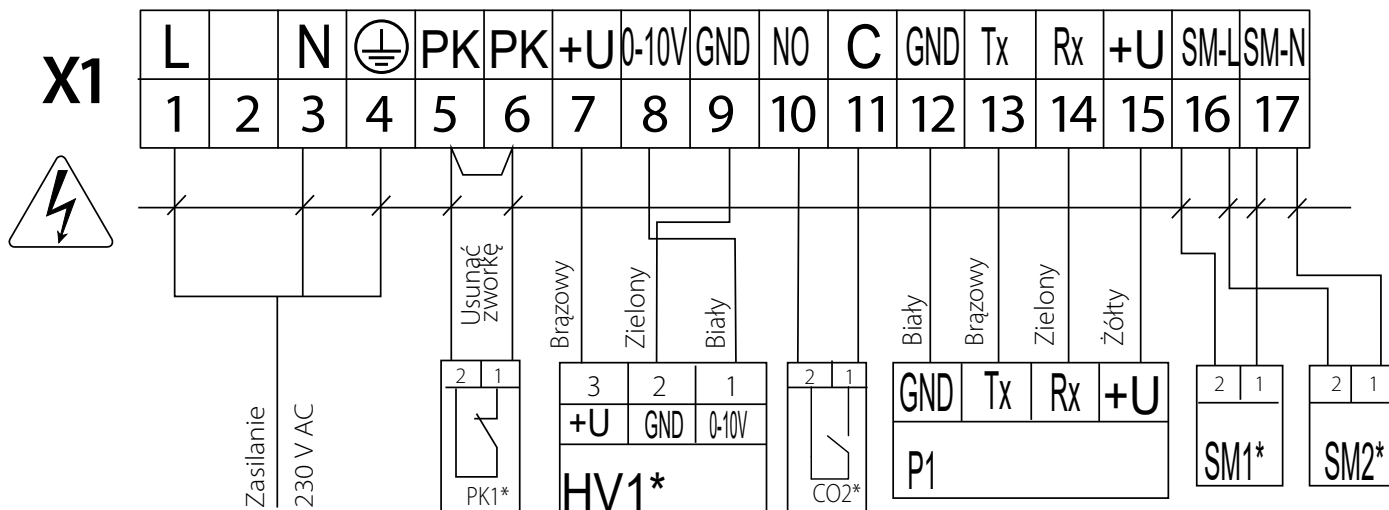 X1
L N PK PK +U 0-10V GND NO C GND Tx Rx +U SM-L SM-N
1 2 3 4 5 6 7 8 9 10 11 12 13 14 15 16 17
Usunąć
zworkę
Brązowy
Zielony
Biały
Biały
Brązowy
Zielony
Żółty
Zasilanie
230 V AC
2 1
PK1*
3 2 1
+U GND 0-10V
HV1*
2 1
CO2*
GND Tx Rx +U
P1
2 1
SM1*
2 1
SM2*